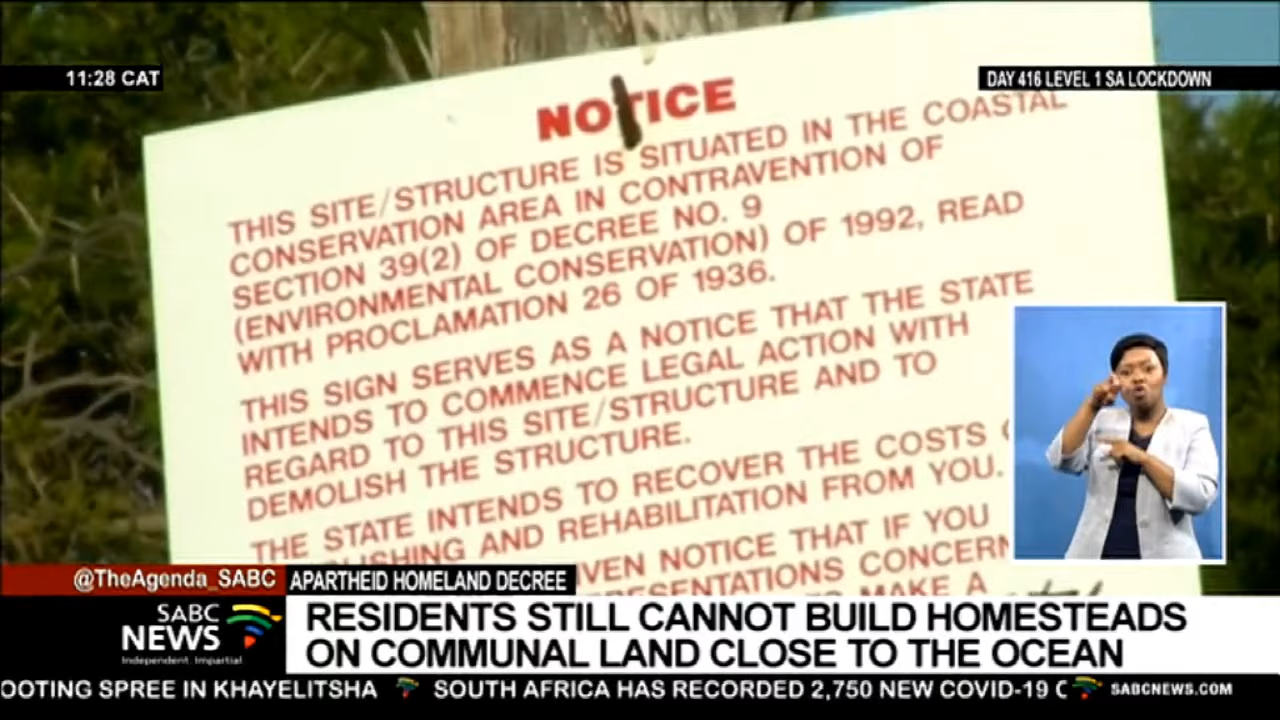 11:28 CAT
DAY 416 LEVEL 1 SA LOCKDOWN
NOTICE
THIS SITE/STRUCTURE IS SITUATED IN THE COASTAL
CONSERVATION AREA IN CONTRAVENTION OF
SECTION 39(2) OF DECREE NO. 9
(ENVIRONMENTAL CONSERVATION) OF 1992, READ
WITH PROCLAMATION 26 OF 1936.
THIS SIGN SERVES AS A NOTICE THAT THE STATE
INTENDS TO COMMENCE LEGAL ACTION WITH
REGARD TO THIS SITE/STRUCTURE AND TO
DEMOLISH THE STRUCTURE.
THE STATE INTENDS TO RECOVER THE COSTS
AND REHABILITATION FROM YOU.
NOTICE THAT IF YOU
MAKE A
@TheAgenda_SABC
APARTHEID HOMELAND DECREE
SABC
NEWS
Independent. Impartial
RESIDENTS STILL CANNOT BUILD HOMESTEADS
ON COMMUNAL LAND CLOSE TO THE OCEAN
OOTING SPREE IN KHAYELITSHA SOUTH AFRICA HAS RECORDED 2,750 NEW COVID-19 C SABCNEWS.COM